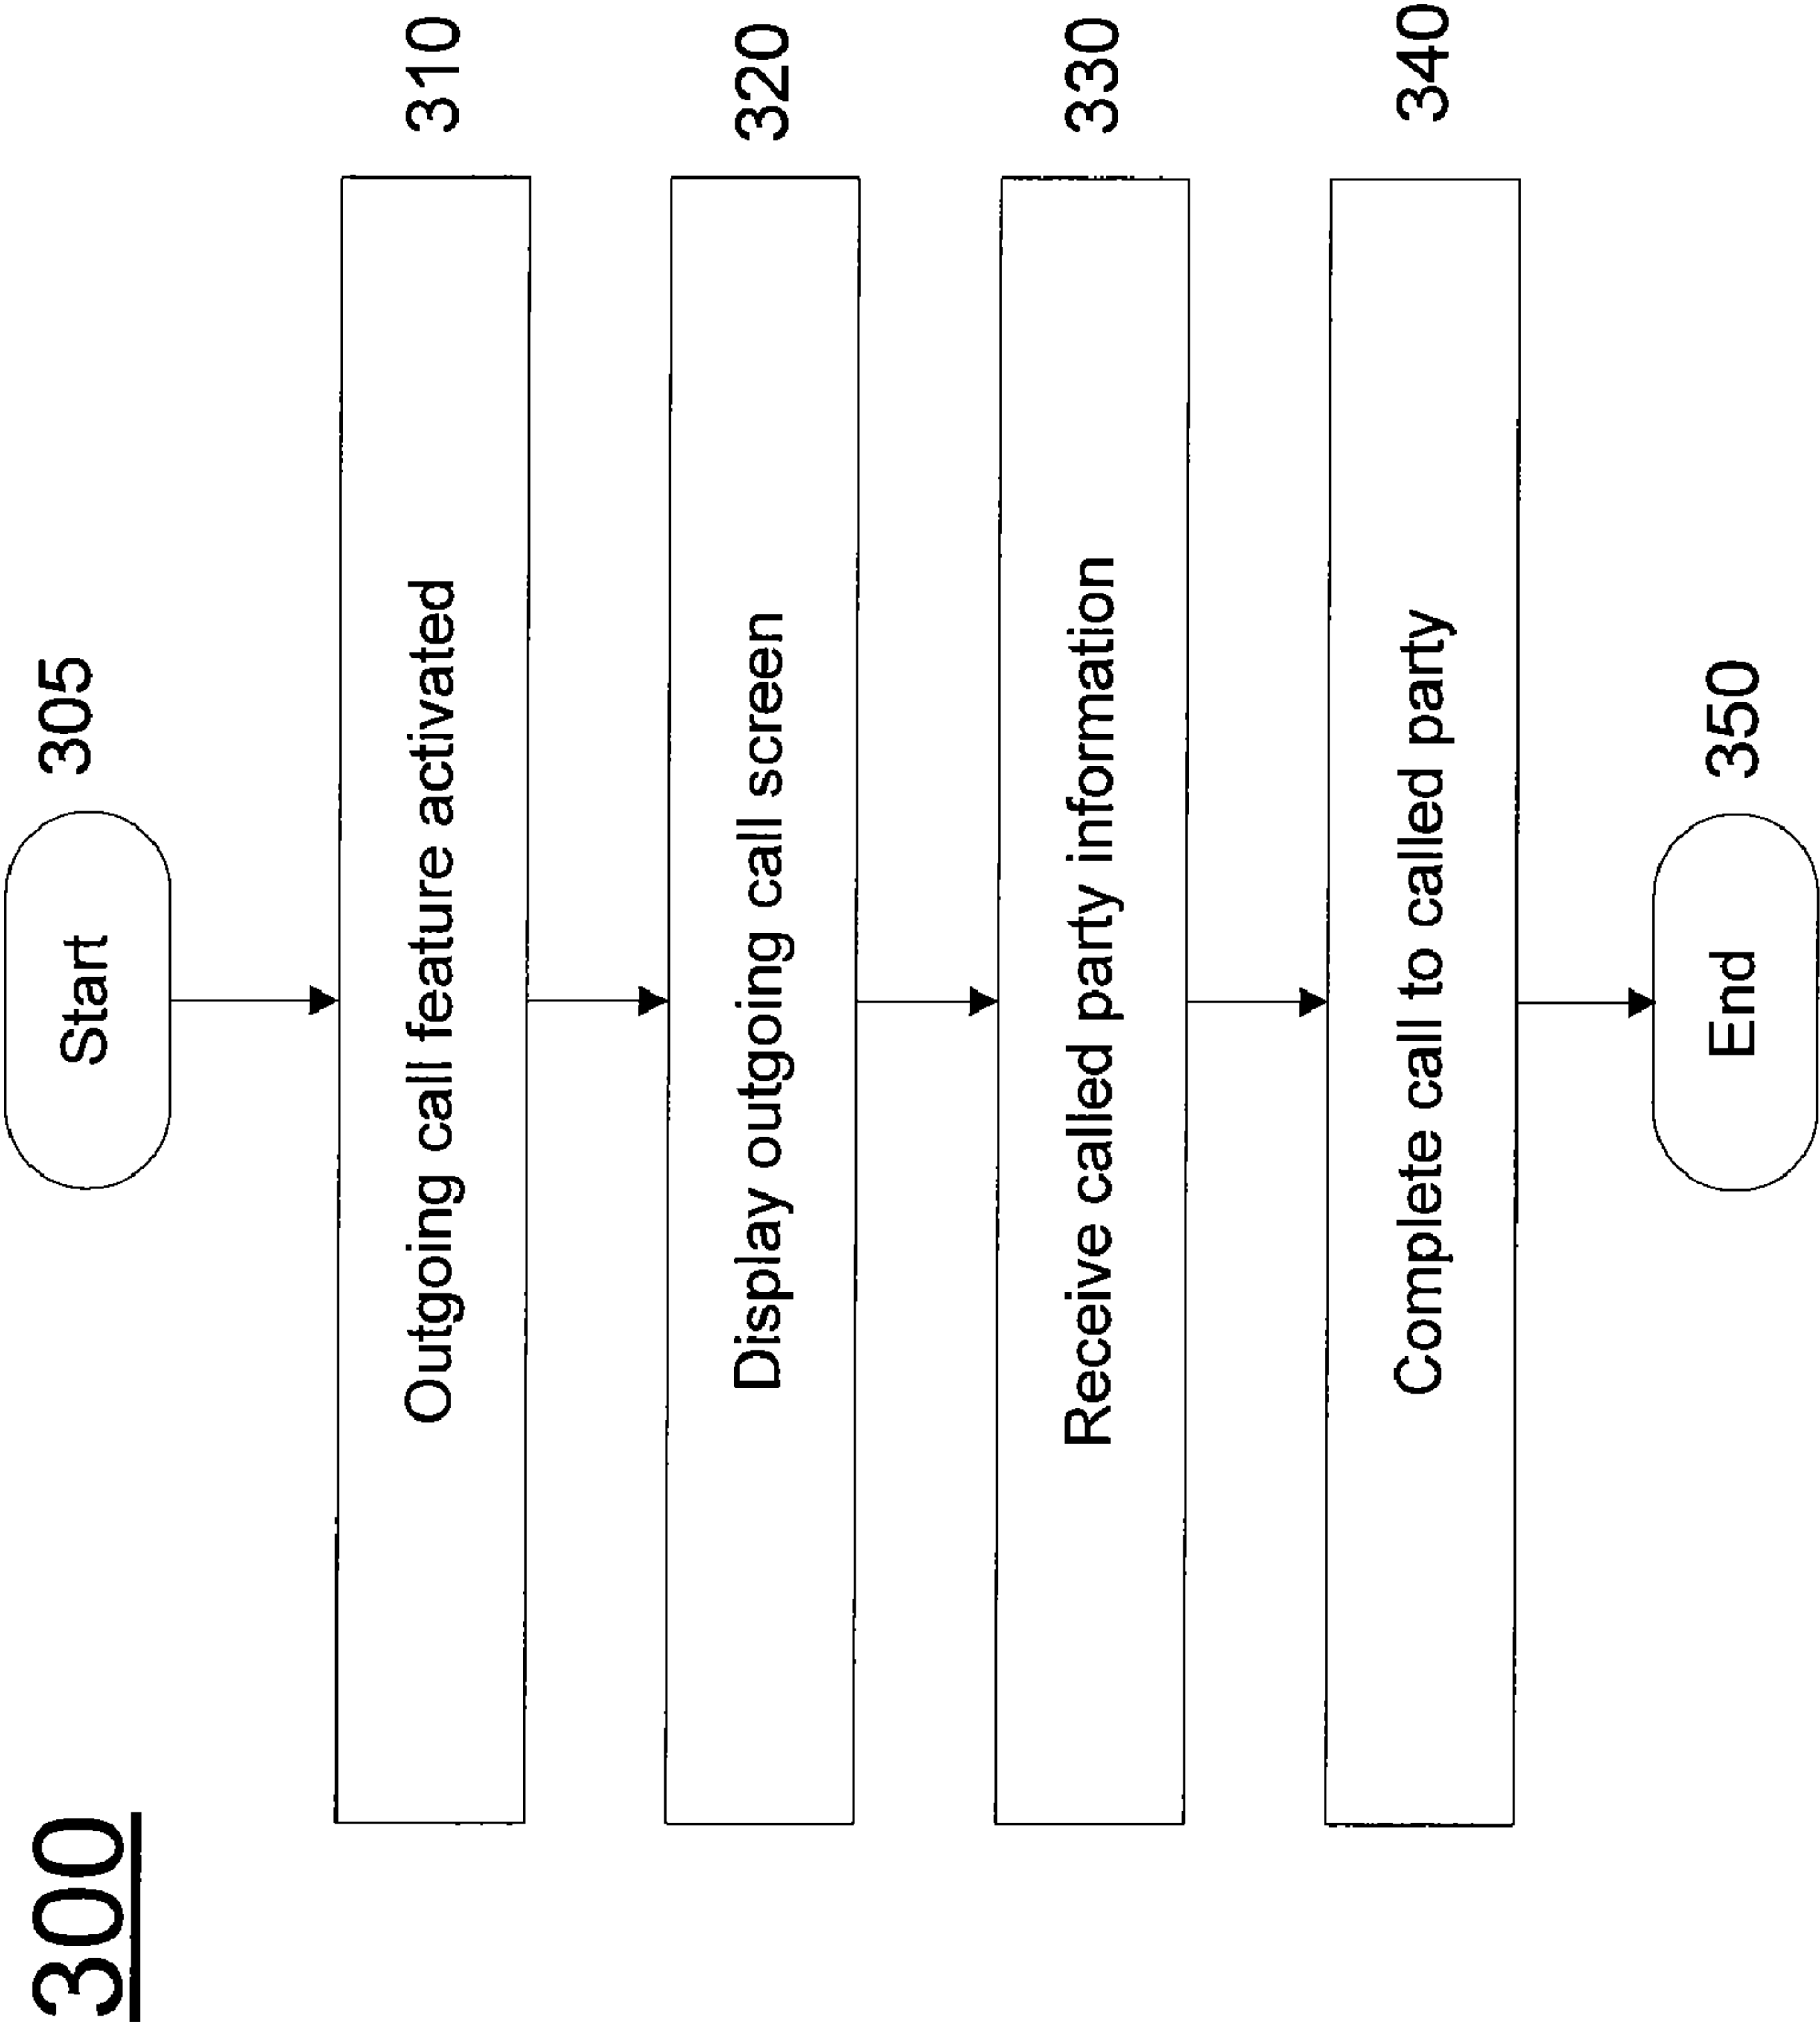 300
Start
305
Outgoing call feature activated
310
Display outgoing call screen
320
Receive called party information
330
Complete call to called party
340
End
350